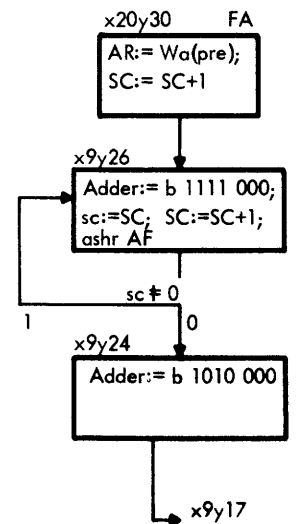 x20y30 FA
AR:= Wa(pre);
SC:= SC+1
x9y26
Adder:= b 1111 000;
sc:=SC; SC:=SC+1;
ashr AF
sc ‡ 0
1 0
x9y24
Adder:= b 1010 000
x9y17